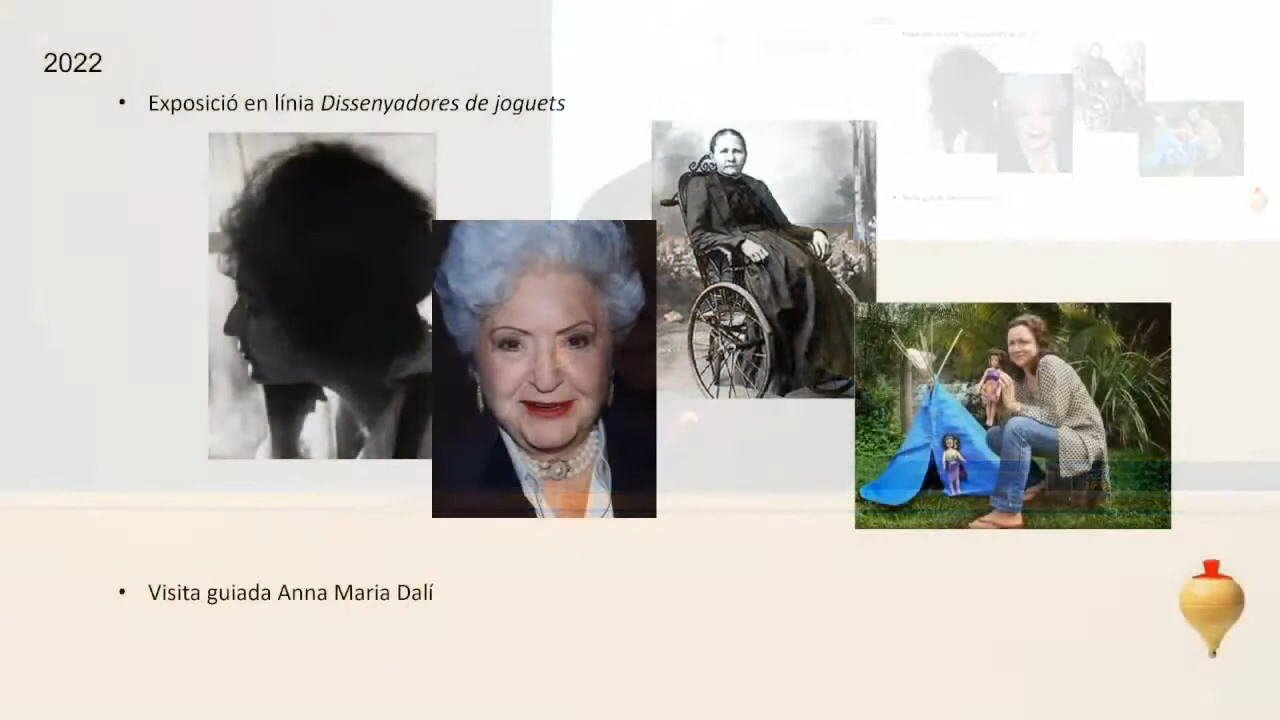 2022
• Exposició en línia Dissenyadores de joguets
• Visita guiada Anna Maria Dalí